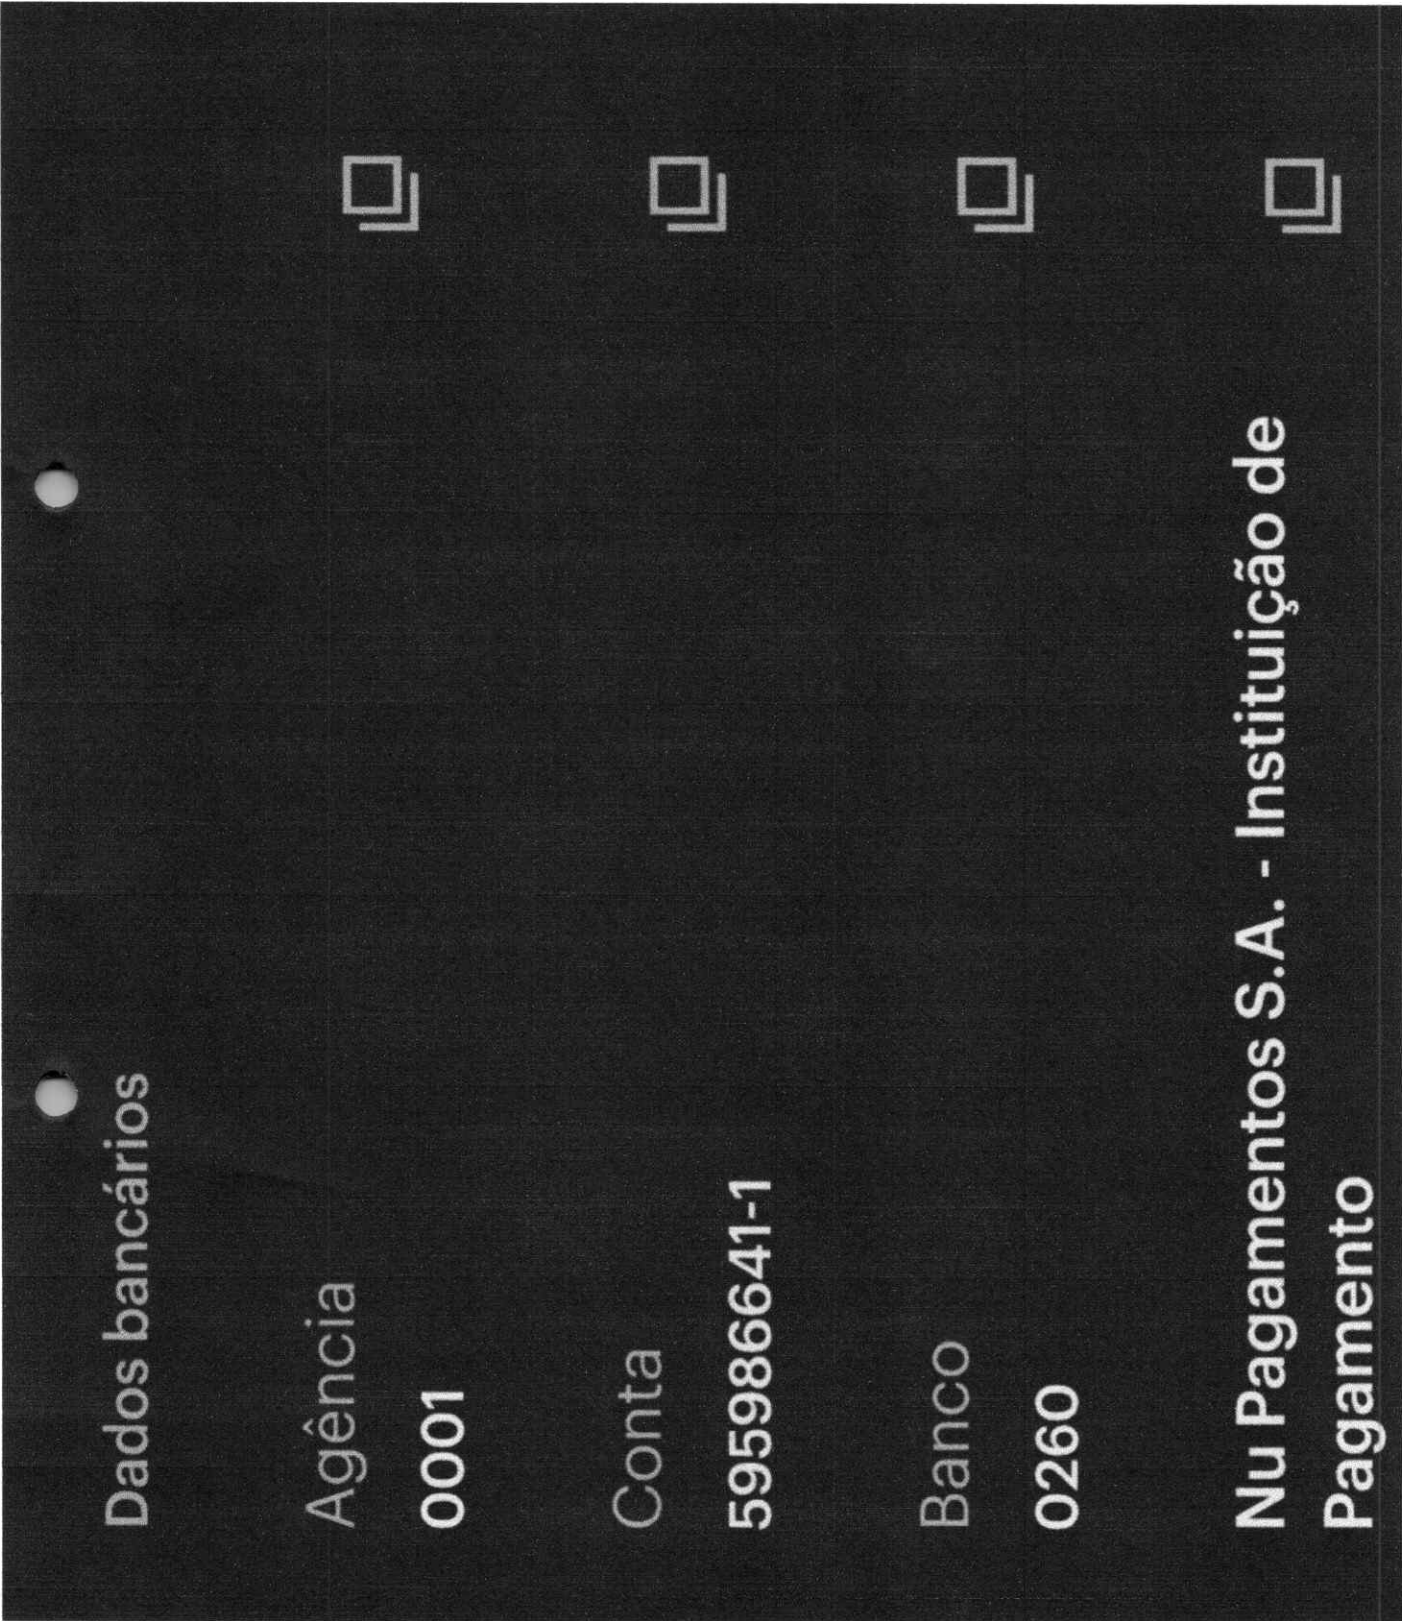 Dados bancários
Agência
0001
Conta
595986641-1
Banco
0260
Nu Pagamentos S.A. - Instituição de
Pagamento